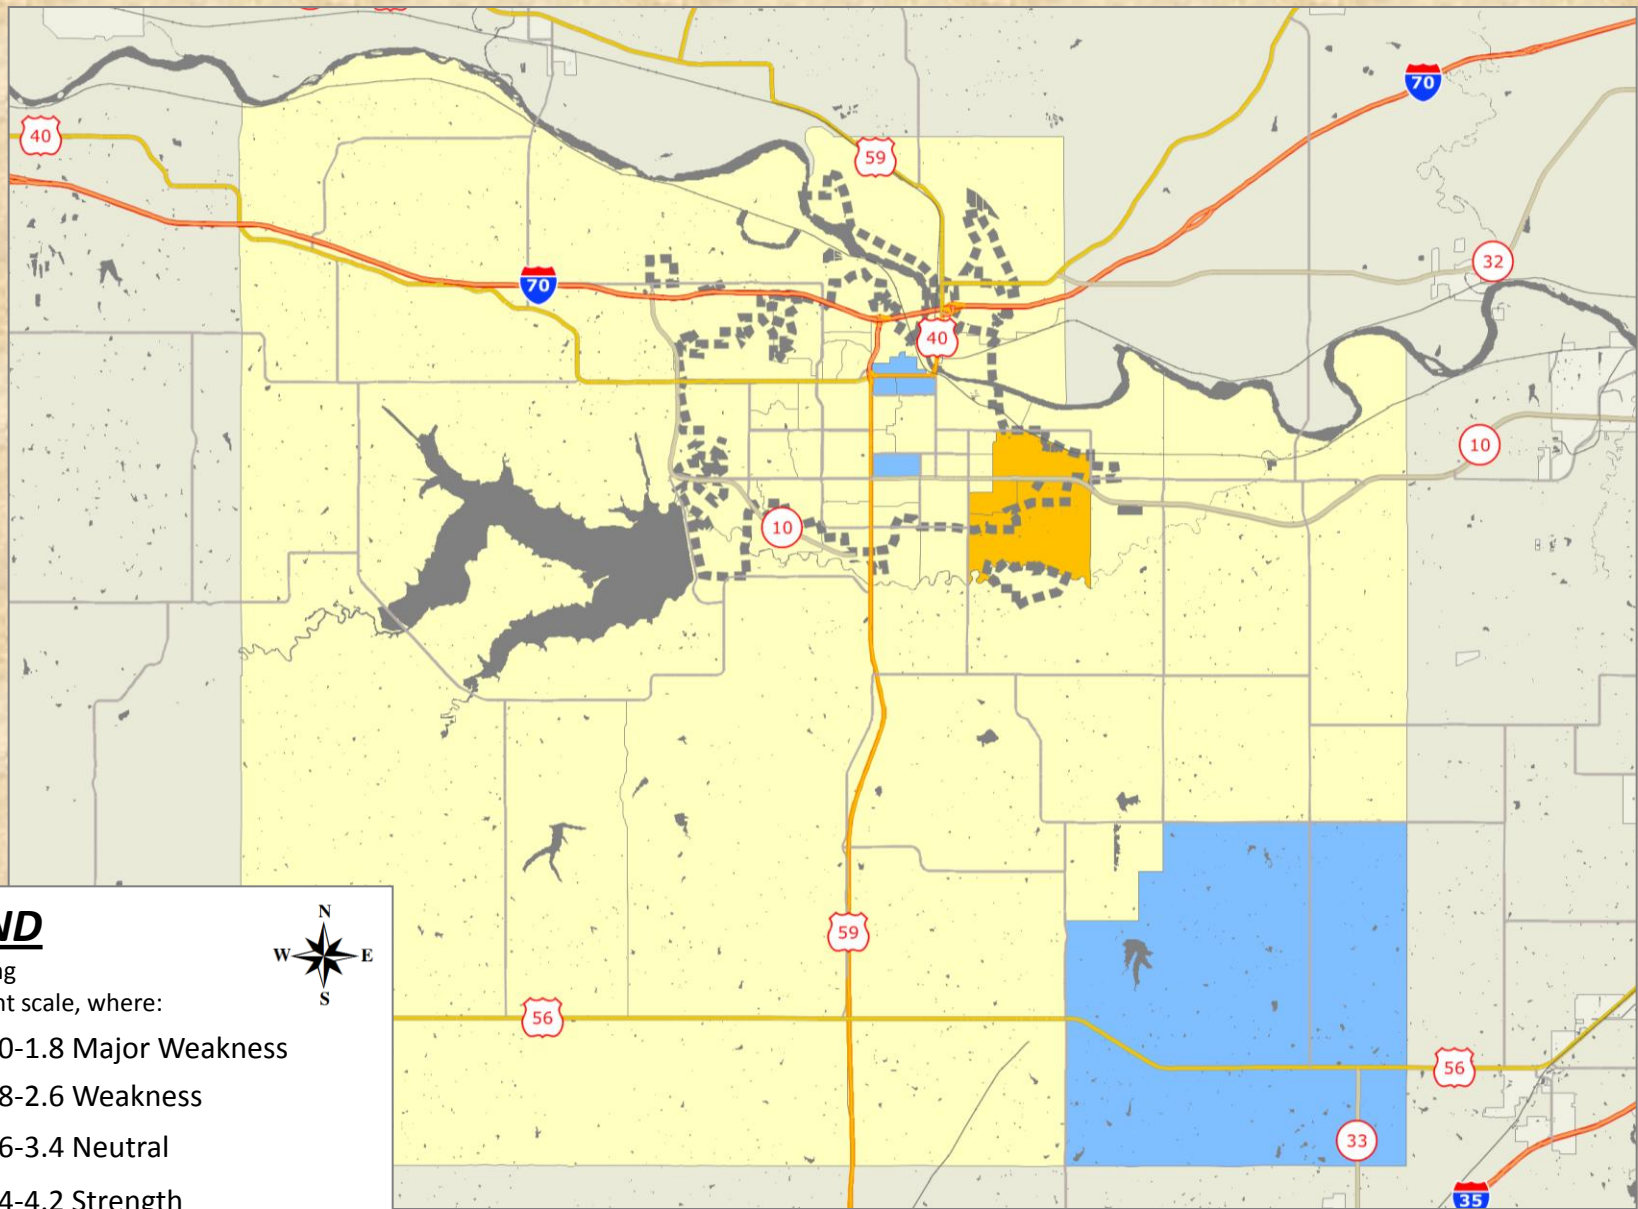 70
40
59
32
70
40
10
10
59
56
56
33
35
ND
N
W E
S
ng
nt scale, where:
0-1.8 Major Weakness
8-2.6 Weakness
6-3.4 Neutral
4-4.2 Strength